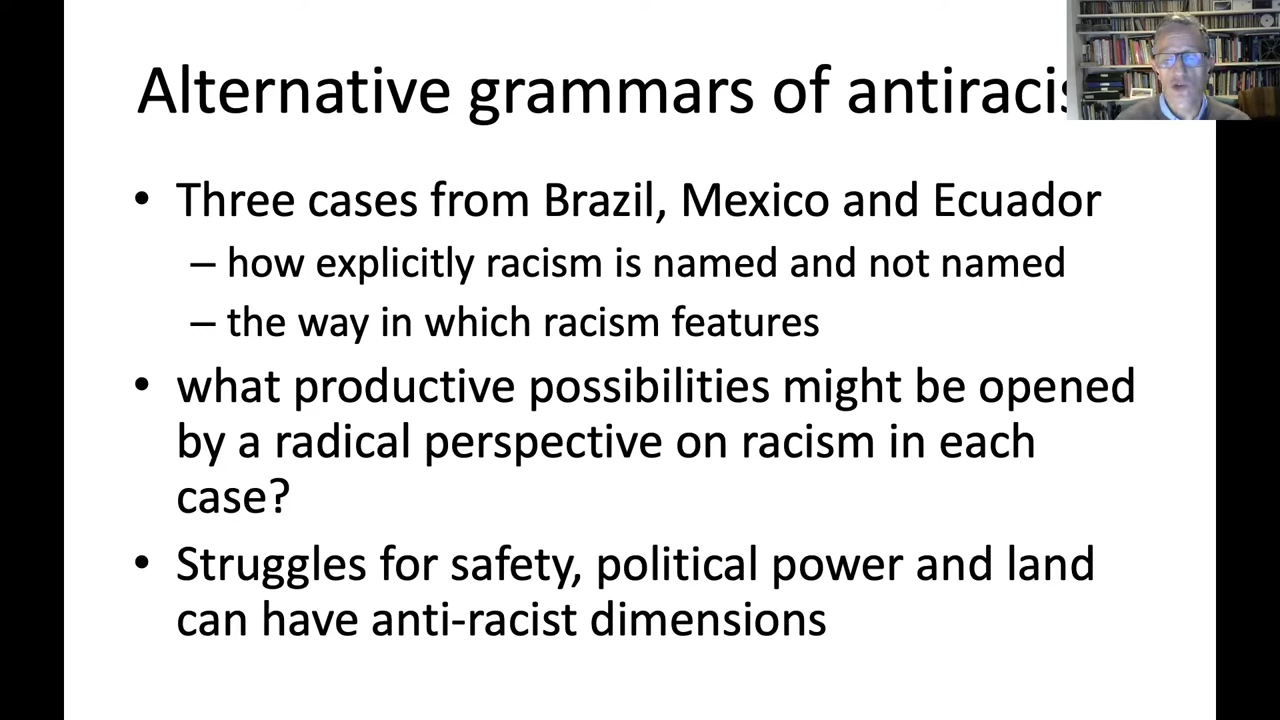 Alternative grammars of antiracis
• Three cases from Brazil, Mexico and Ecuador
– how explicitly racism is named and not named
– the way in which racism features
• what productive possibilities might be opened
by a radical perspective on racism in each
case?
• Struggles for safety, political power and land
can have anti-racist dimensions